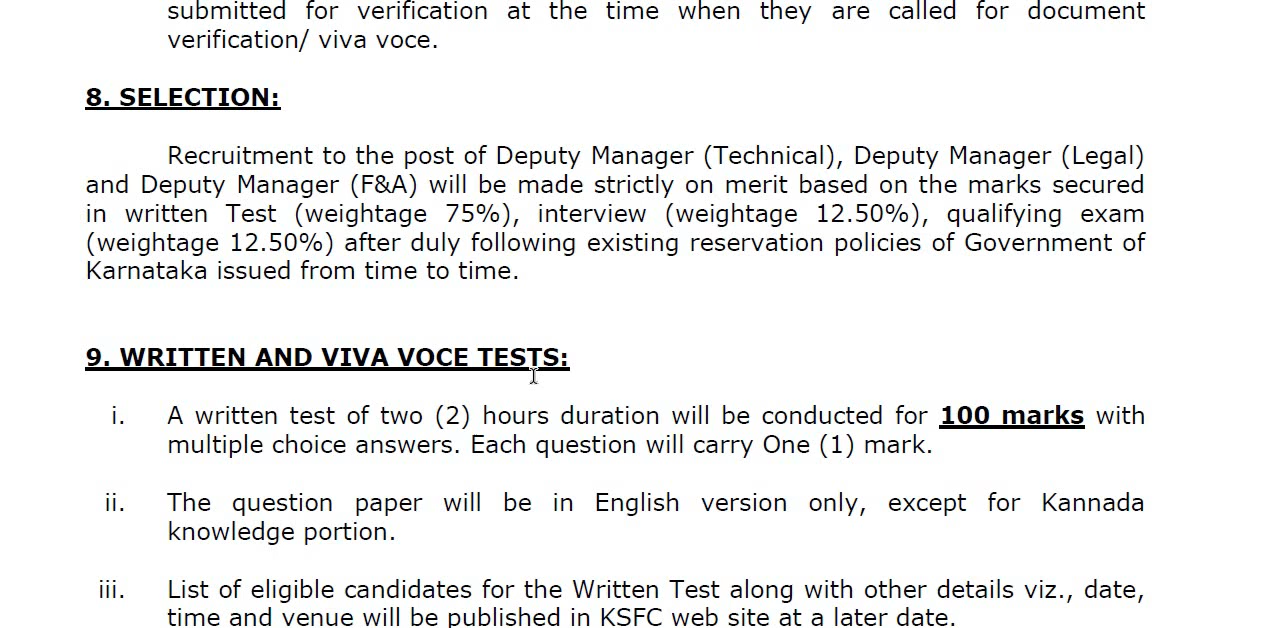 submitted for verification at the time when they are called for document
verification/ viva voce.
8. SELECTION:
Recruitment to the post of Deputy Manager (Technical), Deputy Manager (Legal)
and Deputy Manager (F&A) will be made strictly on merit based on the marks secured
in written Test (weightage 75%), interview (weightage 12.50%), qualifying exam
(weightage 12.50%) after duly following existing reservation policies of Government of
Karnataka issued from time to time.
9. WRITTEN AND VIVA VOCE TESTS:
i. A written test of two (2) hours duration will be conducted for 100 marks with
multiple choice answers. Each question will carry One (1) mark.
ii. The question paper will be in English version only, except for Kannada
knowledge portion.
iii. List of eligible candidates for the Written Test along with other details viz., date,
time and venue will be published in KSFC web site at a later date.